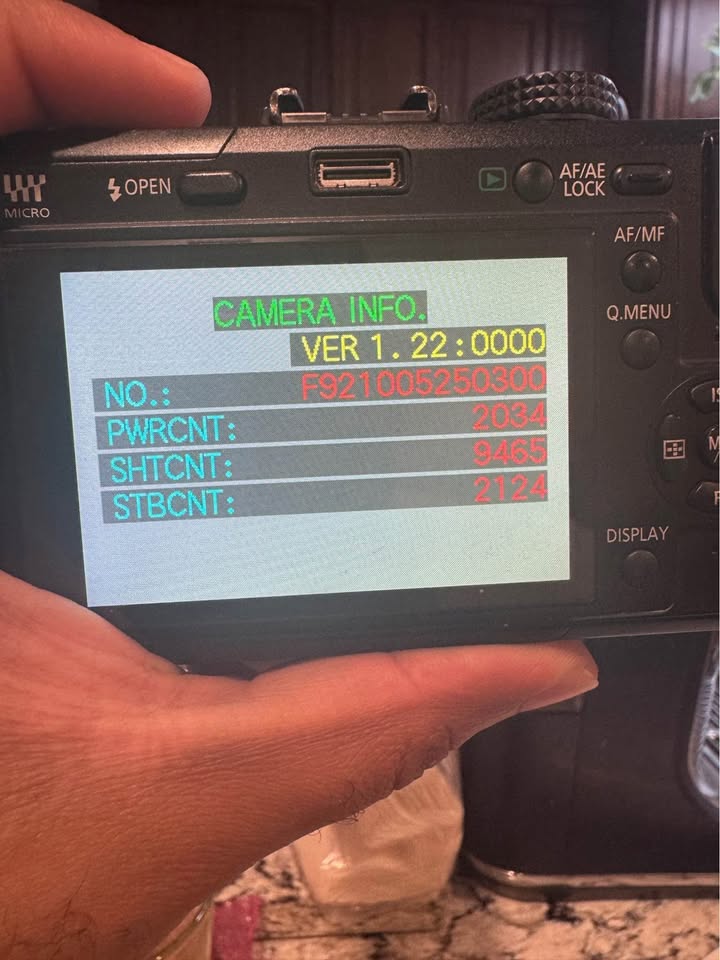 OPEN
AF/AE
LOCK
MICRO
AF/MF
Q.MENU
CAMERA INFO.
VER 1. 22:0000
NO.: F921005250300
PWRCNT: 2034
SHTCNT: 9465
STBCNT: 2124
DISPLAY